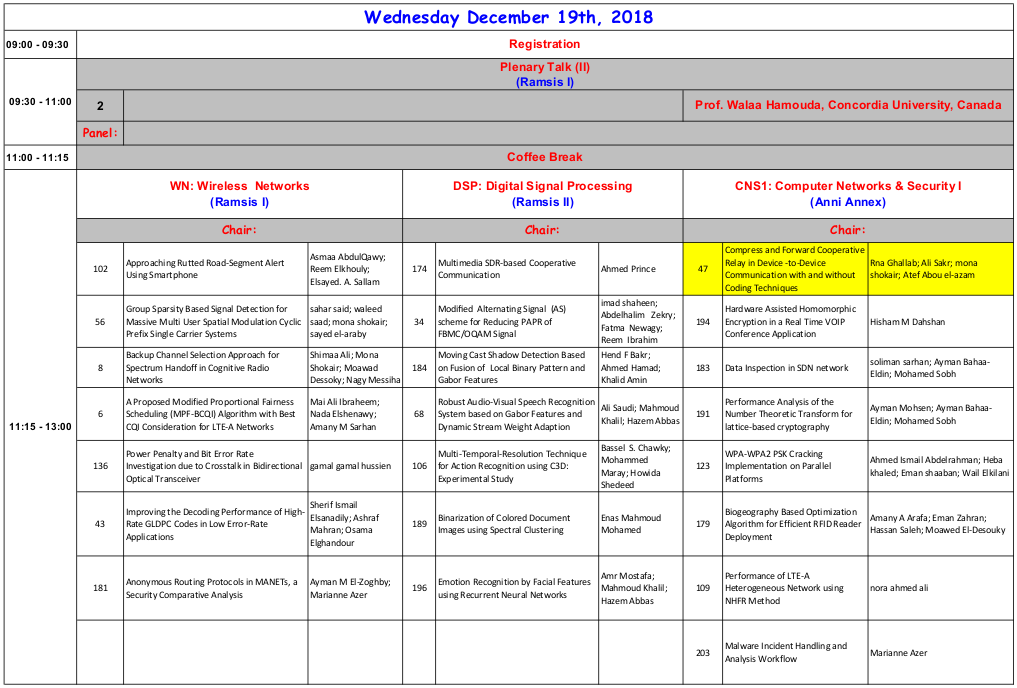 Wednesday December 19th, 2018
09:00 - 09:30
Registration
09:30 - 11:00
Plenary Talk (II)
(Ramsis I)
2
Prof. Walaa Hamouda, Concordia University, Canada
Panel:
11:00 - 11:15
Coffee Break
11:15 - 13:00
WN: Wireless Networks
(Ramsis I)
DSP: Digital Signal Processing
(Ramsis II)
CNS1: Computer Networks & Security I
(Anni Annex)
Chair:
Chair:
Chair:
102
Approaching Rutted Road-Segment Alert
Using Smartphone
Asmaa AbdulQawy;
Reem Elkhouly;
Elsayed. A. Sallam
174
Multimedia SDR-based Cooperative
Communication
Ahmed Prince
47
Compress and Forward Cooperative
Relay in Device -to-Device
Communication with and without
Coding Techniques
Rna Ghallab; Ali Sakr; mona
shokair; Atef Abou el-azam
56
Group Sparsity Based Signal Detection for
Massive Multi User Spatial Modulation Cyclic
Prefix Single Carrier Systems
sahar said; waleed
saad; mona shokair;
sayed el-araby
34
Modified Alternating Signal (AS)
scheme for Reducing PAPR of
FBMC/OQAM Signal
imad shaheen;
Abdelhalim Zekry;
Fatma Newagy;
Reem Ibrahim
194
Hardware Assisted Homomorphic
Encryption in a Real Time VOIP
Conference Application
Hisham M Dahshan
8
Backup Channel Selection Approach for
Spectrum Handoff in Cognitive Radio
Networks
Shimaa Ali; Mona
Shokair; Moawad
Dessoky; Nagy Messiha
184
Moving Cast Shadow Detection Based
on Fusion of Local Binary Pattern and
Gabor Features
Hend F Bakr;
Ahmed Hamad;
Khalid Amin
183
Data Inspection in SDN network
soliman sarhan; Ayman Bahaa-
Eldin; Mohamed Sobh
6
A Proposed Modified Proportional Fairness
Scheduling (MPF-BCQI) Algorithm with Best
CQI Consideration for LTE-A Networks
Mai Ali Ibraheem;
Nada Elshenawy;
Amany M Sarhan
68
Robust Audio-Visual Speech Recognition
System based on Gabor Features and
Dynamic Stream Weight Adaption
Ali Saudi; Mahmoud
Khalil; Hazem Abbas
191
Performance Analysis of the
Number Theoretic Transform for
lattice-based cryptography
Ayman Mohsen; Ayman Bahaa-
Eldin; Mohamed Sobh
136
Power Penalty and Bit Error Rate
Investigation due to Crosstalk in Bidirectional
Optical Transceiver
gamal gamal hussien
106
Multi-Temporal-Resolution Technique
for Action Recognition using C3D:
Experimental Study
Bassel S. Chawky;
Mohammed
Maray; Howida
Shedeed
123
WPA-WPA2 PSK Cracking
Implementation on Parallel
Platforms
Ahmed Ismail Abdelrahman; Heba
khaled; Eman shaaban; Wail Elkilani
43
Improving the Decoding Performance of High-
Rate GLDPC Codes in Low Error-Rate
Applications
Sherif Ismail
Elsanadily; Ashraf
Mahran; Osama
Elghandour
189
Binarization of Colored Document
Images using Spectral Clustering
Enas Mahmoud
Mohamed
179
Biogeography Based Optimization
Algorithm for Efficient RFID Reader
Deployment
Amany A Arafa; Eman Zahran;
Hassan Saleh; Moawed El-Desouky
181
Anonymous Routing Protocols in MANETs, a
Security Comparative Analysis
Ayman M El-Zoghby;
Marianne Azer
196
Emotion Recognition by Facial Features
using Recurrent Neural Networks
Amr Mostafa;
Mahmoud Khalil;
Hazem Abbas
109
Performance of LTE-A
Heterogeneous Network using
NHFR Method
nora ahmed ali
203
Malware Incident Handling and
Analysis Workflow
Marianne Azer